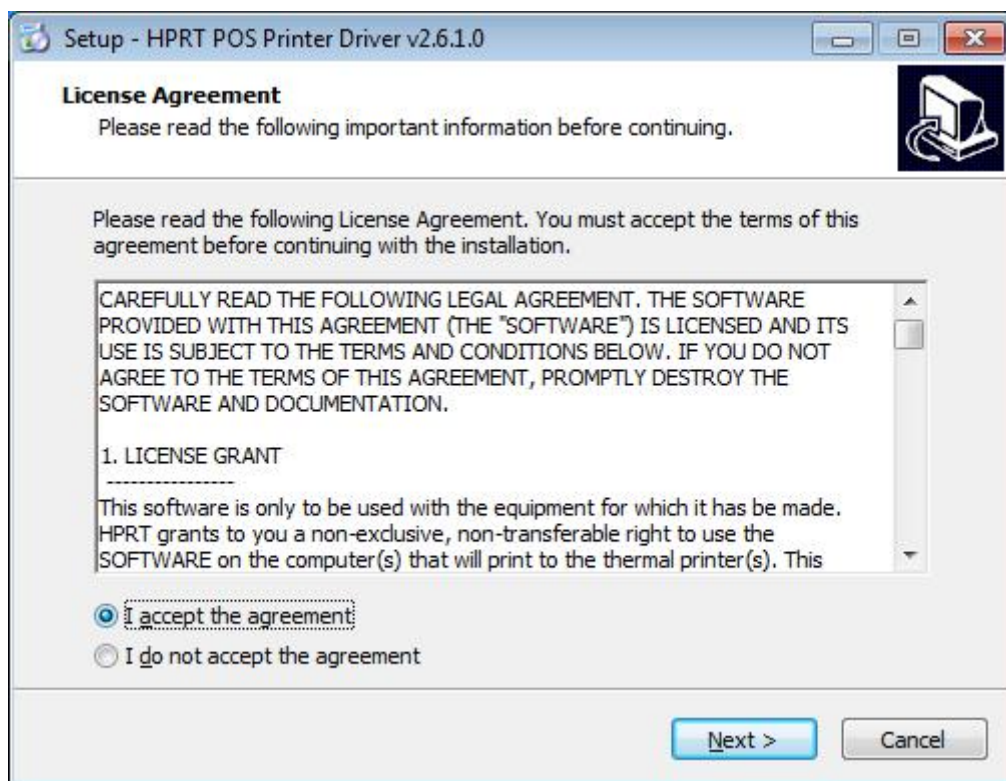 Setup - HPRT POS Printer Driver v2.6.1.0
License Agreement
Please read the following important information before continuing.
Please read the following License Agreement. You must accept the terms of this
agreement before continuing with the installation.
CAREFULLY READ THE FOLLOWING LEGAL AGREEMENT. THE SOFTWARE
PROVIDED WITH THIS AGREEMENT (THE "SOFTWARE") IS LICENSED AND ITS
USE IS SUBJECT TO THE TERMS AND CONDITIONS BELOW. IF YOU DO NOT
AGREE TO THE TERMS OF THIS AGREEMENT, PROMPTLY DESTROY THE
SOFTWARE AND DOCUMENTATION.
1. LICENSE GRANT
----------------
This software is only to be used with the equipment for which it has be made.
HPRT grants to you a non-exclusive, non-transferable right to use the
SOFTWARE on the computer(s) that will print to the thermal printer(s). This
I accept the agreement
I do not accept the agreement
Next >
Cancel